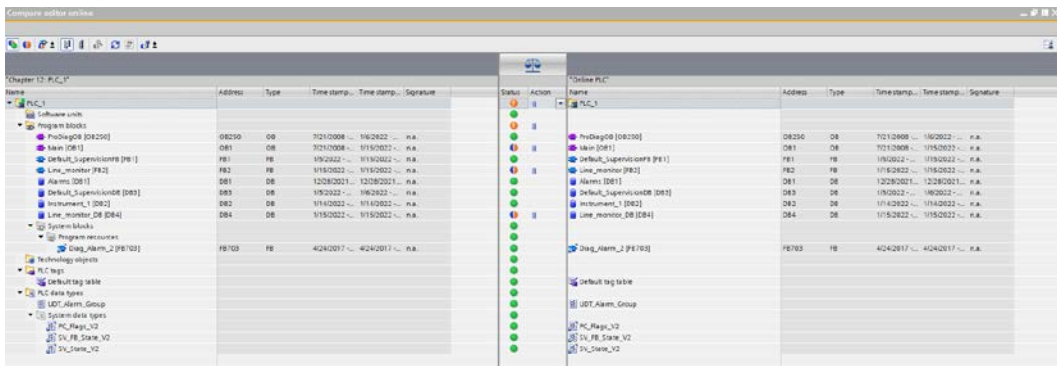 Compare editor online
"Chapter 12: PLC_1" "Online PLC"
Name Address Type Time stamp... Time stamp... Signature Status Action Name Address Type Time stamp... Time stamp... Signature
PLC_1 PLC_1
Software units
Program blocks
ProDiagOB [OB250] OB250 OB 7/21/2008 -... 1/6/2022 -... n.a. ProDiagOB [OB250] OB250 OB 7/21/2008 -... 1/6/2022 -... n.a.
Main [OB1] OB1 OB 7/21/2008 -... 1/15/2022 -... n.a. Main [OB1] OB1 OB 7/21/2008 -... 1/15/2022 -... n.a.
Default_SupervisionFB [FB1] FB1 FB 1/5/2022 -... 1/15/2022 -... n.a. Default_SupervisionFB [FB1] FB1 FB 1/5/2022 -... 1/15/2022 -... n.a.
Line_monitor [FB2] FB2 FB 1/15/2022 -... 1/15/2022 -... n.a. Line_monitor [FB2] FB2 FB 1/15/2022 -... 1/15/2022 -... n.a.
Alarms [DB1] DB1 DB 12/28/2021... 12/28/2021... n.a. Alarms [DB1] DB1 DB 12/28/2021... 12/28/2021... n.a.
Default_SupervisionDB [DB3] DB3 DB 1/5/2022 -... 1/6/2022 -... n.a. Default_SupervisionDB [DB3] DB3 DB 1/5/2022 -... 1/6/2022 -... n.a.
Instrument_1 [DB2] DB2 DB 1/14/2022 -... 1/14/2022 -... n.a. Instrument_1 [DB2] DB2 DB 1/14/2022 -... 1/14/2022 -... n.a.
Line_monitor_DB [DB4] DB4 DB 1/15/2022 -... 1/15/2022 -... n.a. Line_monitor_DB [DB4] DB4 DB 1/15/2022 -... 1/15/2022 -... n.a.
System blocks
Program resources
Diag_Alarm_2 [FB703] FB703 FB 4/24/2017 -... 4/24/2017 -... n.a. Diag_Alarm_2 [FB703] FB703 FB 4/24/2017 -... 4/24/2017 -... n.a.
Technology objects
PLC tags
Default tag table Default tag table
PLC data types
UDT_Alarm_Group UDT_Alarm_Group
System data types
PC_Flags_V2 PC_Flags_V2
SV_FB_State_V2 SV_FB_State_V2
SV_State_V2 SV_State_V2